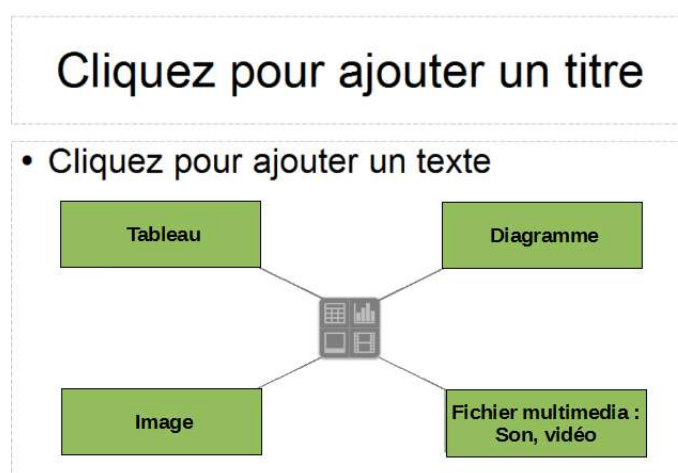 Cliquez pour ajouter un titre
• Cliquez pour ajouter un texte
Tableau
Diagramme
Image
Fichier multimedia :
Son, vidéo